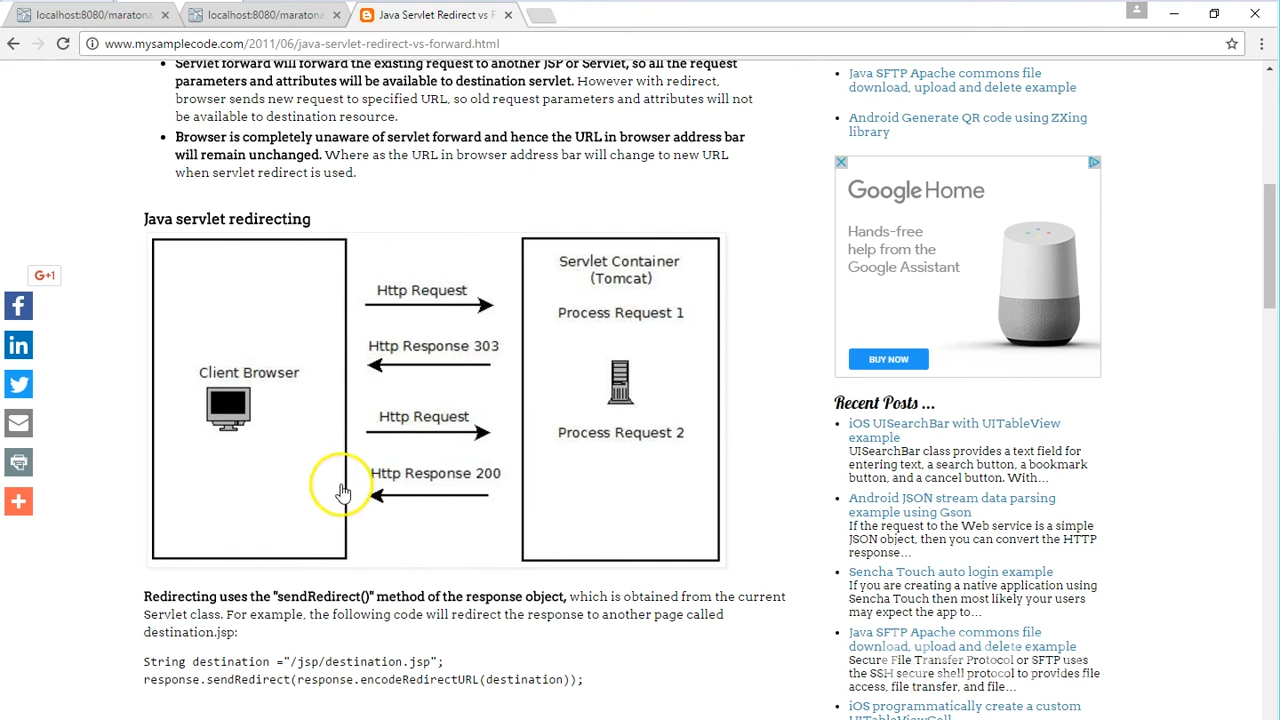 localhost:8080/maratona
localhost:8080/maratona
Java Servlet Redirect vs F
www.mysamplecode.com/2011/06/java-servlet-redirect-vs-forward.html
Servlet forward will forward the existing request to another JSP or Servlet, so all the
request parameters and attributes will be available to destination servlet. However with redirect,
browser sends new request to specified URL, so old request parameters and attributes will not
be available to destination resource.
Browser is completely unaware of servlet forward and hence the URL in browser address bar
will remain unchanged. Where as the URL in browser address bar will change to new URL
when servlet redirect is used.
Java servlet redirecting
Client Browser
Http Request
Http Response 303
Http Request
Http Response 200
Servlet Container
(Tomcat)
Process Request 1
Process Request 2
Redirecting uses the "sendRedirect()" method of the response object, which is obtained from the current
Servlet class. For example, the following code will redirect the response to another page called
destination.jsp:
String destination ="/jsp/destination.jsp";
response.sendRedirect(response.encodeRedirectURL(destination));
G+1
Java SFTP Apache commons file
download, upload and delete example
Android Generate QR code using ZXing
library
Google Home
Hands-free
help from the
Google Assistant
BUY NOW
Recent Posts ...
iOS UISearchBar with UITableView
example
UISearchBar class provides a text field for
entering text, a search button, a bookmark
button, and a cancel button. With…
Android JSON stream data parsing
example using Gson
If the request to the Web service is a simple
JSON object, then you can convert the HTTP
response…
Sencha Touch auto login example
If you are creating a native application using
Sencha Touch then most likely your users
may expect the app to…
Java SFTP Apache commons file
download, upload and delete example
Secure File Transfer Protocol or SFTP uses
the SSH secure shell protocol to provides file
access, file transfer, and file…
iOS programmatically create a custom
UITableViewCell